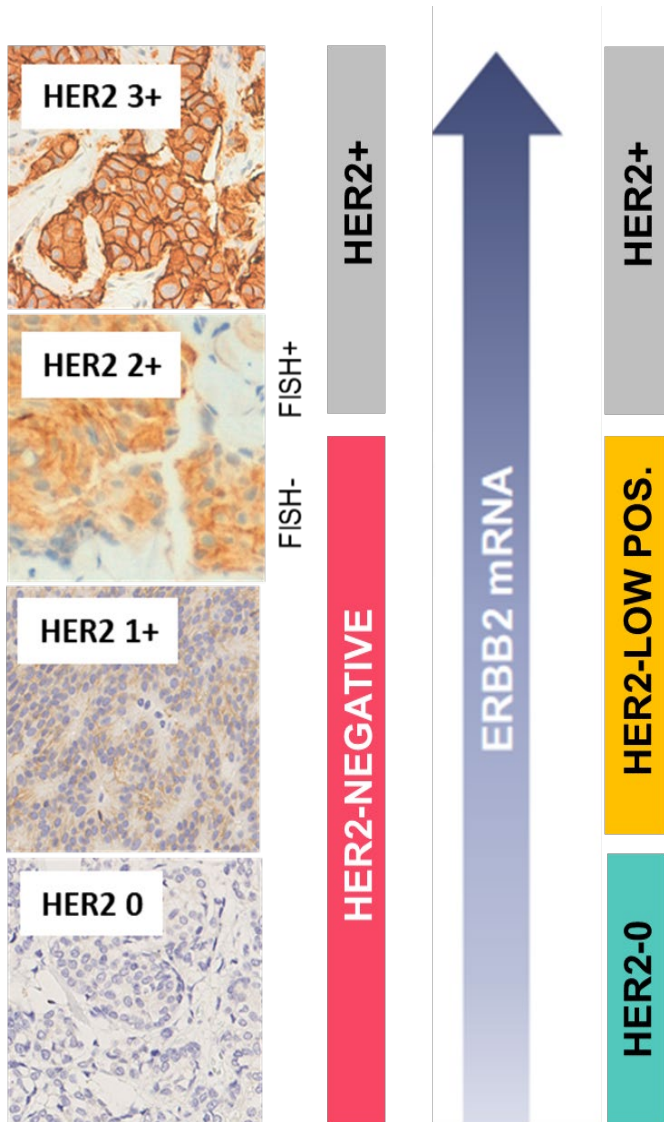 HER2 3+
HER2 2+
HER2 1+
HER2 0
FISH+
FISH-
HER2+
HER2-NEGATIVE
ERBB2 mRNA
HER2+
HER2-LOW POS.
HER2-0